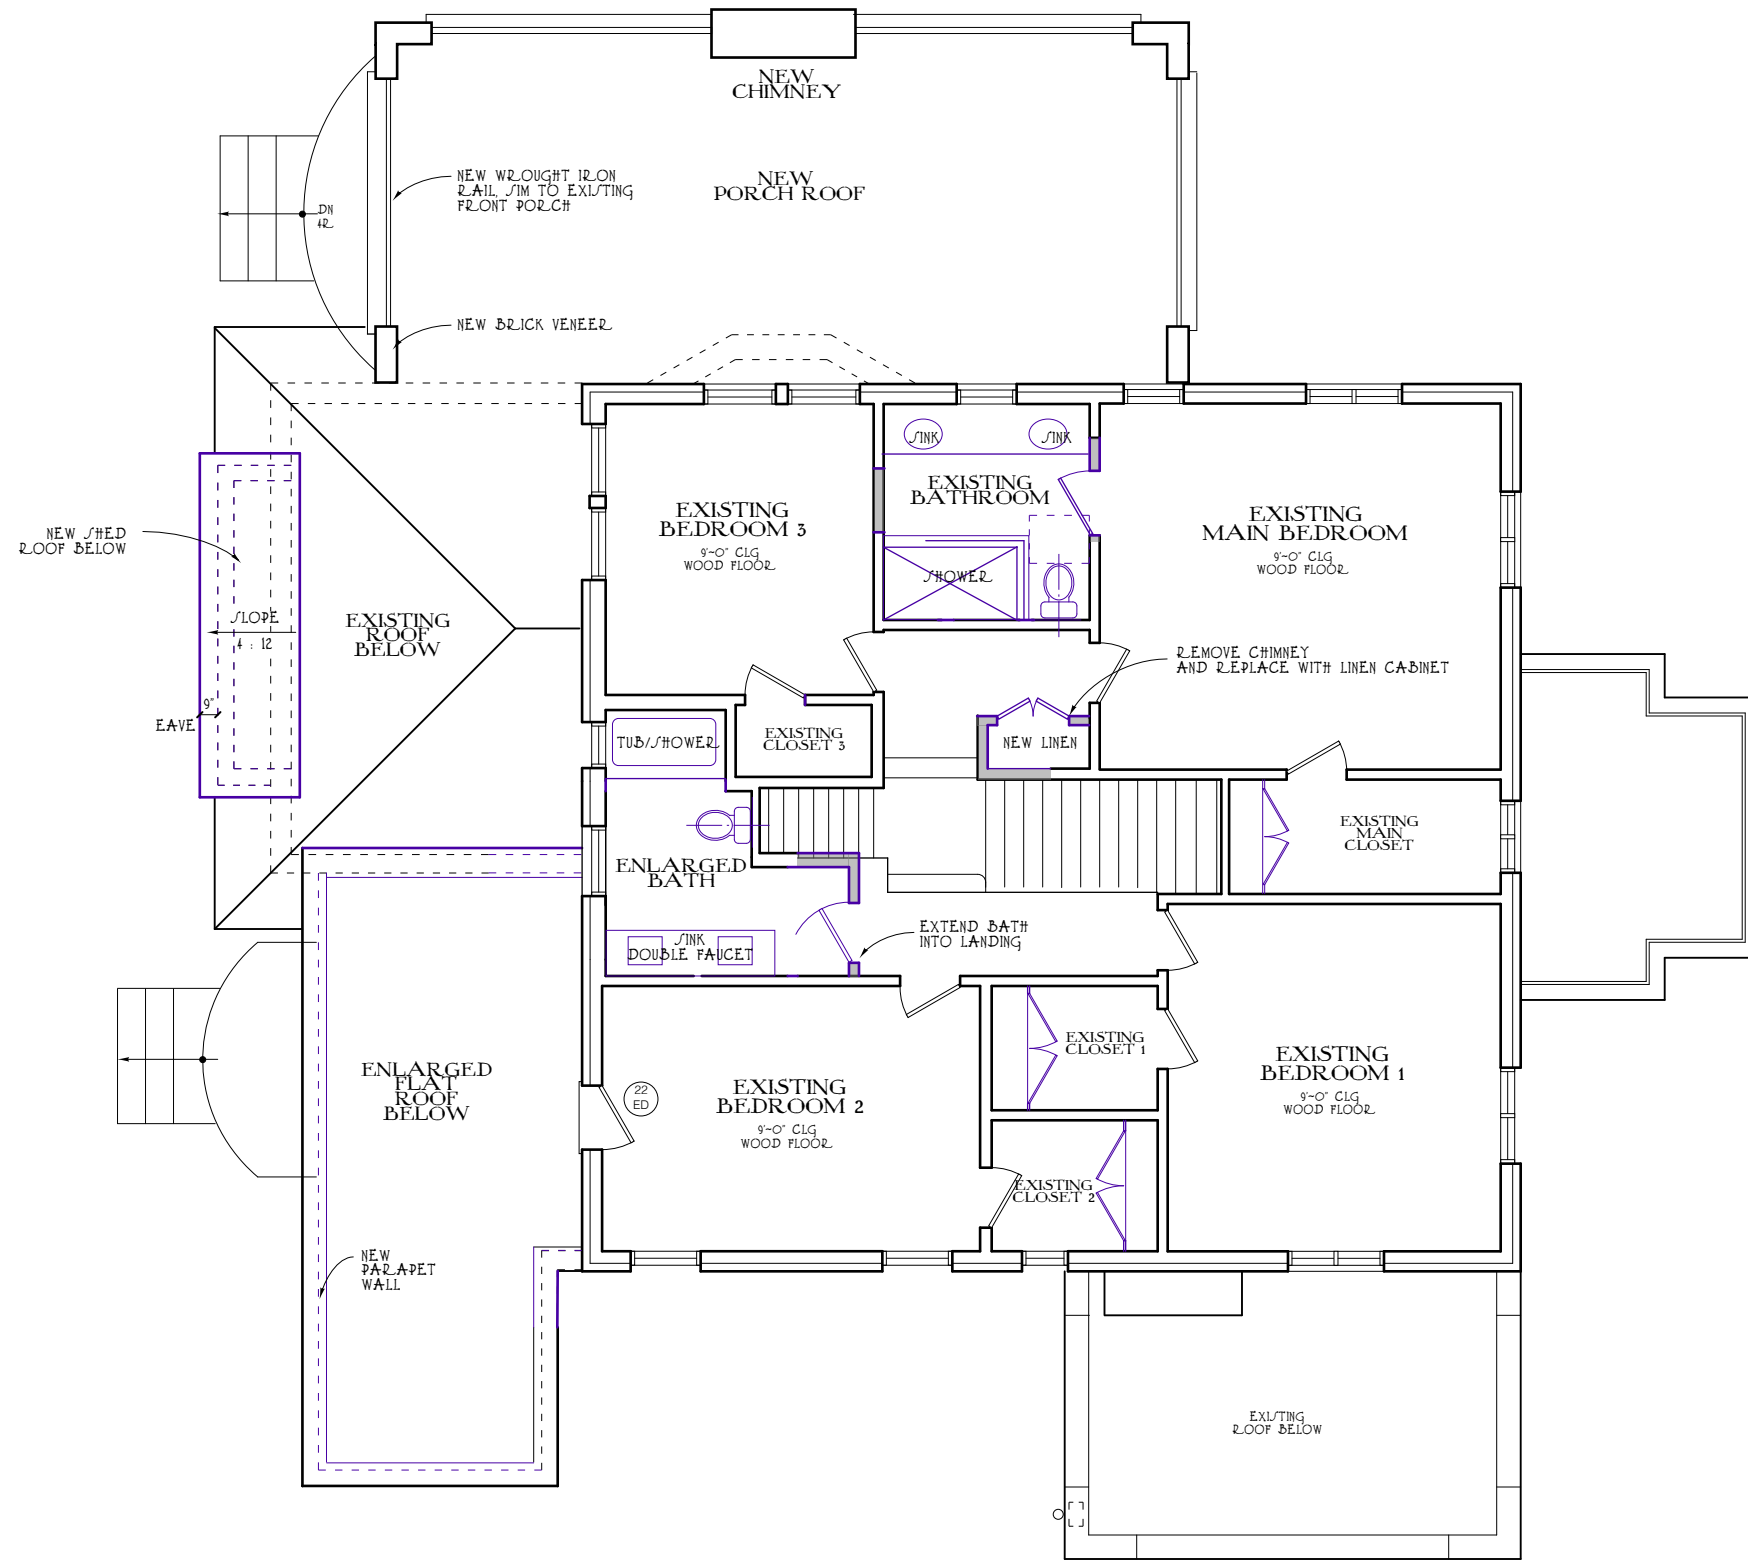 NEW
CHIMNEY
NEW WROUGHT IRON
RAIL, SIM TO EXISTING
FRONT PORCH
NEW
PORCH ROOF
DN
4R
NEW BRICK VENEER
SINK
SINK
EXISTING
BATHROOM
EXISTING
BEDROOM 3
9'~0" CLG
WOOD FLOOR
EXISTING
MAIN BEDROOM
9'~0" CLG
WOOD FLOOR
NEW SHED
ROOF BELOW
SHOWER
SLOPE
4 : 12
EXISTING
ROOF
BELOW
REMOVE CHIMNEY
AND REPLACE WITH LINEN CABINET
9"
EAVE
TUB/SHOWER
EXISTING
CLOSET 3
NEW LINEN
EXISTING
MAIN
CLOSET
ENLARGED
BATH
EXTEND BATH
INTO LANDING
SINK
DOUBLE FAUCET
EXISTING
CLOSET 1
EXISTING
BEDROOM 1
9'~0" CLG
WOOD FLOOR
ENLARGED
FLAT
ROOF
BELOW
22
ED
EXISTING
BEDROOM 2
9'~0" CLG
WOOD FLOOR
EXISTING
CLOSET 2
NEW
PARAPET
WALL
EXISTING
ROOF BELOW